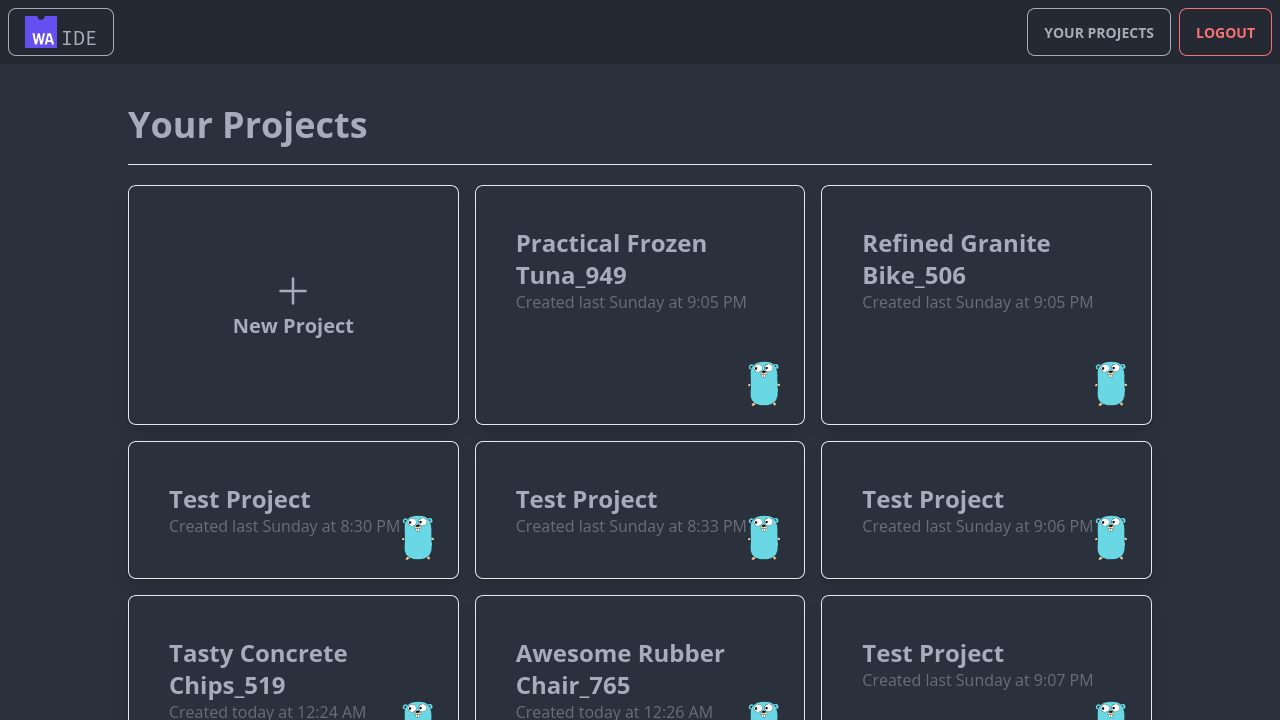 WA IDE
YOUR PROJECTS
LOGOUT
Your Projects
New Project
Practical Frozen
Tuna_949
Created last Sunday at 9:05 PM
Refined Granite
Bike_506
Created last Sunday at 9:05 PM
Test Project
Created last Sunday at 8:30 PM
Test Project
Created last Sunday at 8:33 PM
Test Project
Created last Sunday at 9:06 PM
Tasty Concrete
Chips_519
Created today at 12:24 AM
Awesome Rubber
Chair_765
Created today at 12:26 AM
Test Project
Created last Sunday at 9:07 PM